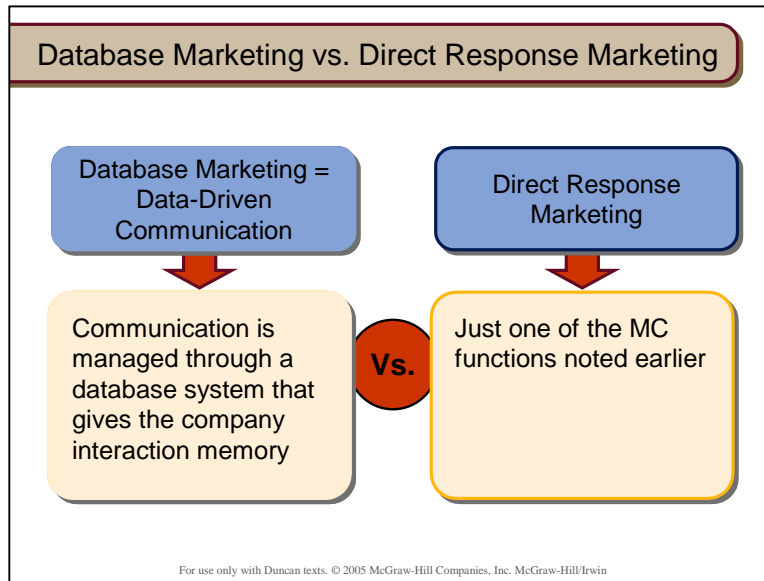 Database Marketing vs. Direct Response Marketing
Database Marketing =
Data-Driven
Communication
Direct Response
Marketing
Communication is
managed through a
database system that
gives the company
interaction memory
Vs.
Just one of the MC
functions noted earlier
For use only with Duncan texts. © 2005 McGraw-Hill Companies, Inc. McGraw-Hill/Irwin